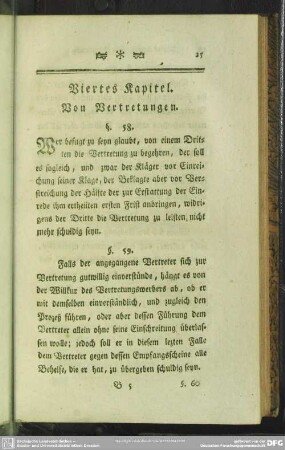 25
Viertes Kapitel.
Von Vertretungen.
§. 58.
Wer befugt zu seyn glaubt, von einem Drit-
ten die Vertretung zu begehren, der soll
es sogleich, und zwar der Kläger vor Einrei-
chung seiner Klage, der Beklagte aber vor Ver-
streichung der Hälfte der zur Erstattung der Ein-
rede ihm ertheilten ersten Frist andringen, widri-
gens der Dritte die Vertretung zu leisten, nicht
mehr schuldig seyn.
§. 59.
Falls der angegangene Vertreter sich zur
Vertretung gutwillig einverstünde, hängt es von
der Willkur des Vertretungswerbers ab, ob er
mit demselben einverständlich, und zugleich den
Prozeß führen, oder aber dessen Führung dem
Vertreter allein ohne seine Einschreitung überlas-
sen wolle; jedoch soll er in diesem letzten Falle
dem Vertreter gegen dessen Empfangsscheine alle
Behelfe, die er hat, zu übergeben schuldig seyn.
B 5 §. 60